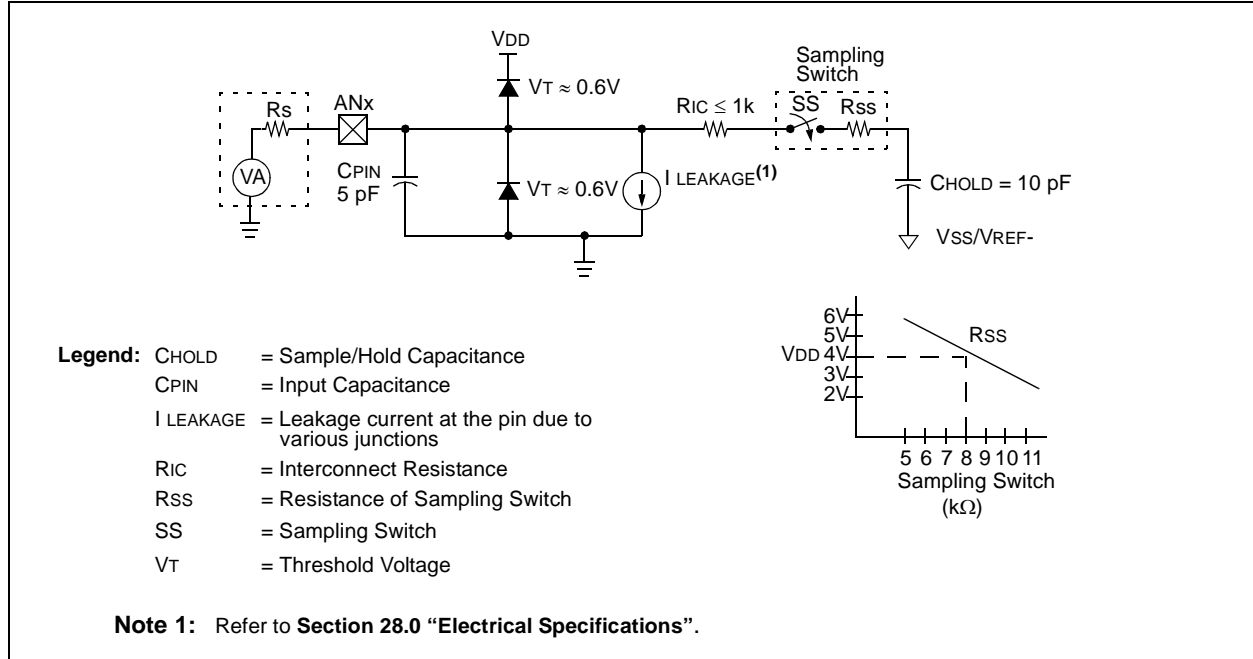 VDD
Sampling
Switch
VT ≈ 0.6V
Rs
ANx
RIC ≤ 1k
SS
Rss
VA
CPIN
5 pF
VT ≈ 0.6V
I LEAKAGE(1)
CHOLD = 10 pF
VSS/VREF-
6V
5V
VDD 4V
3V
2V
RSS
5 6 7 8 9 10 11
Sampling Switch
(kΩ)
Legend: CHOLD = Sample/Hold Capacitance
CPIN = Input Capacitance
I LEAKAGE = Leakage current at the pin due to
various junctions
RIC = Interconnect Resistance
RSS = Resistance of Sampling Switch
SS = Sampling Switch
VT = Threshold Voltage
Note 1: Refer to Section 28.0 “Electrical Specifications”.